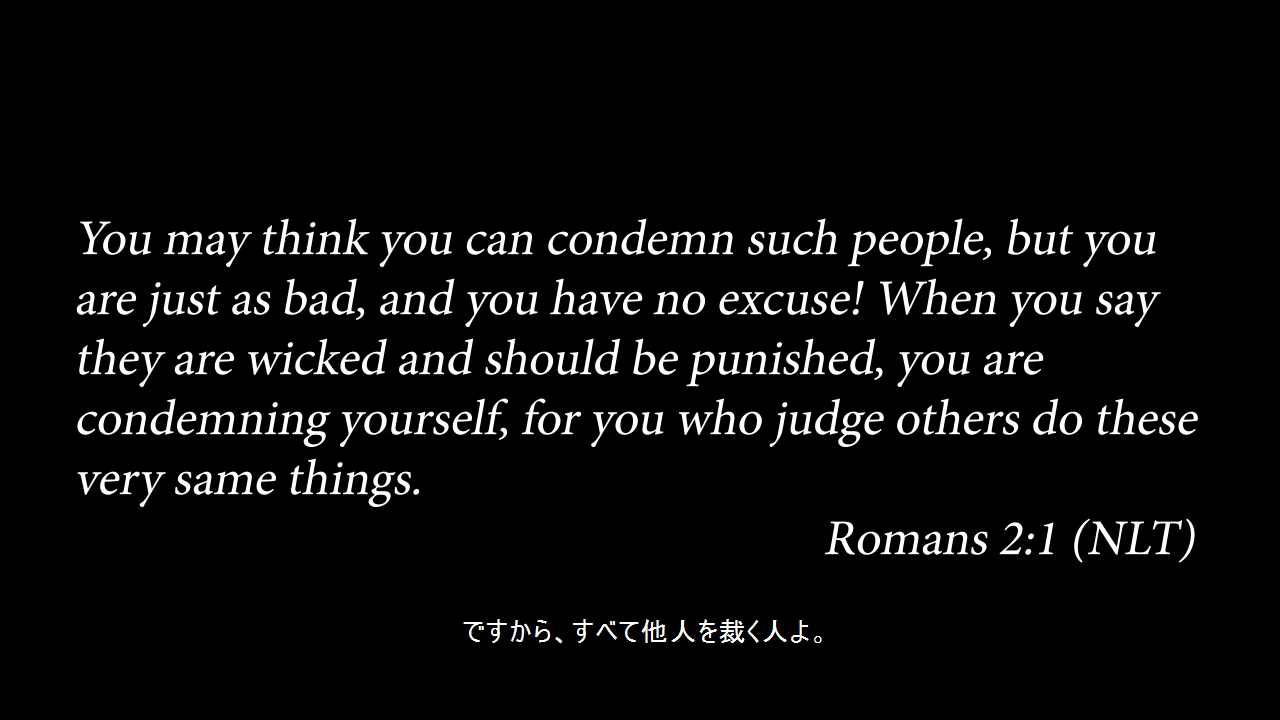 You may think you can condemn such people, but you
are just as bad, and you have no excuse! When you say
they are wicked and should be punished, you are
condemning yourself, for you who judge others do these
very same things.
Romans 2:1 (NLT)
ですから、すべて他人を裁く人よ。